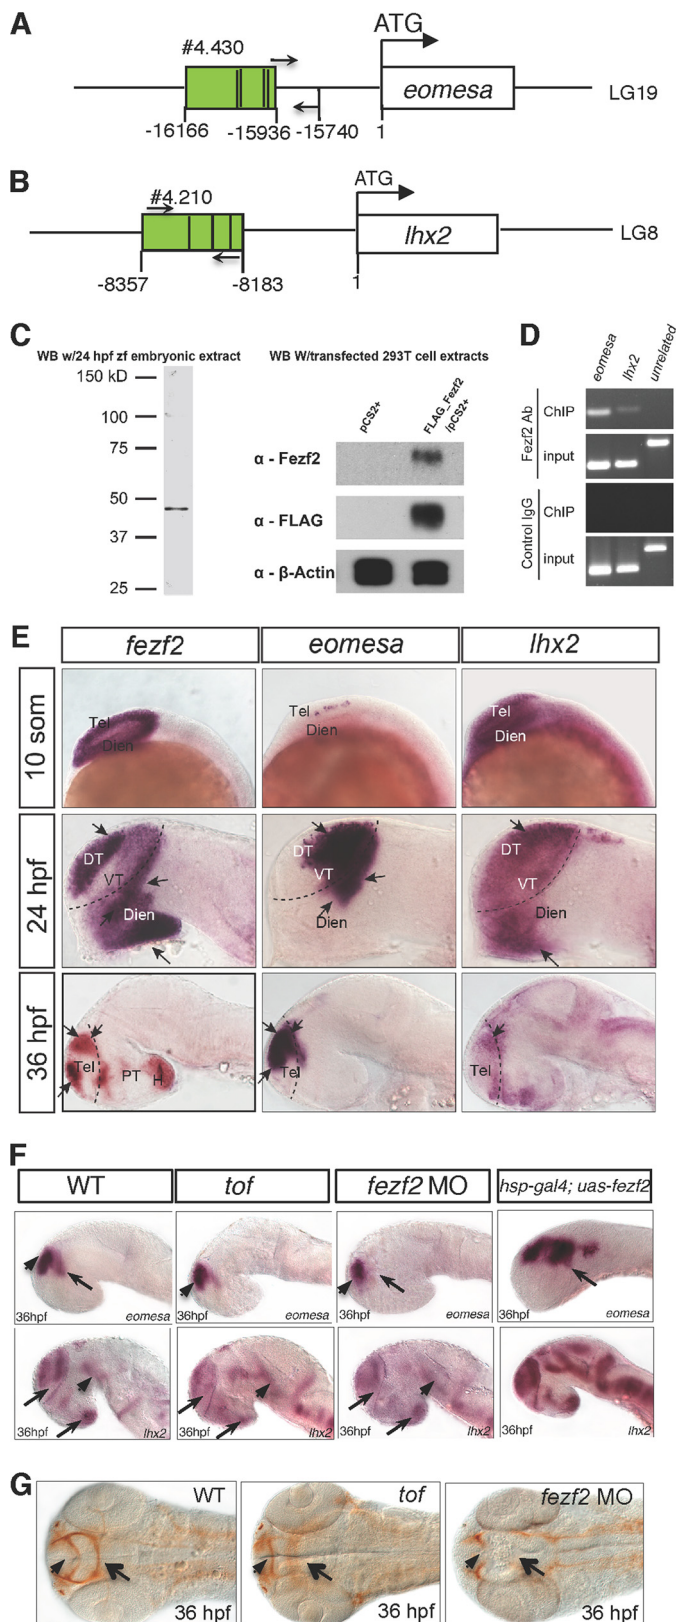 A
#4.430
ATG
eomesa
LG19
-16166
-15936
-15740
1
B
#4.210
ATG
lhx2
LG8
-8357
-8183
1
C
WB w/24 hpf zf embryonic extract
150 kD
100
75
50
37
25
WB W/transfected 293T cell extracts
pCS2+
FLAG_Fezf2
/pCS2+
α - Fezf2
α - FLAG
α - β-Actin
D
eomesa
lhx2
unrelated
Fezf2 Ab
ChIP
input
Control IgG
ChIP
input
E
fezf2
eomesa
lhx2
10 som
Tel
Dien
Tel
Dien
Tel
Dien
24 hpf
DT
VT
Dien
DT
VT
Dien
DT
VT
Dien
36 hpf
Tel
PT
H
Tel
Tel
F
WT
tof
fezf2 MO
hsp-gal4; uas-fezf2
36hpf
eomesa
36hpf
eomesa
36hpf
eomesa
36hpf
eomesa
36hpf
lhx2
36hpf
lhx2
36hpf
lhx2
36hpf
lhx2
G
WT
36 hpf
tof
36 hpf
fezf2 MO
36 hpf